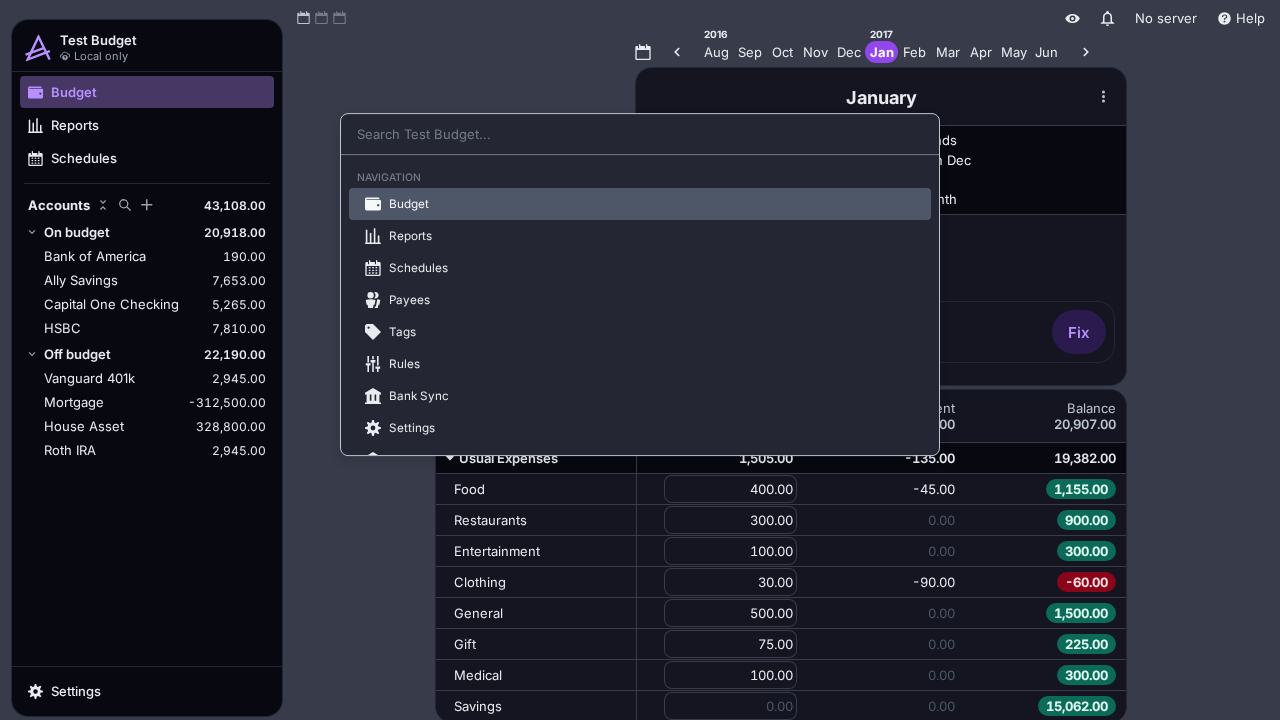 Test Budget
Local only
Budget
Reports
Schedules
Accounts 43,108.00
On budget 20,918.00
Bank of America 190.00
Ally Savings 7,653.00
Capital One Checking 5,265.00
HSBC 7,810.00
Off budget 22,190.00
Vanguard 401k 2,945.00
Mortgage -312,500.00
House Asset 328,800.00
Roth IRA 2,945.00
Settings
No server
Help
2016 2017
Aug Sep Oct Nov Dec Jan Feb Mar Apr May Jun
January
Dec
Fix
Search Test Budget...
NAVIGATION
Budget
Reports
Schedules
Payees
Tags
Rules
Bank Sync
Settings
Balance
20,907.00
Usual Expenses 1,505.00 -135.00 19,382.00
Food 400.00 -45.00 1,155.00
Restaurants 300.00 0.00 900.00
Entertainment 100.00 0.00 300.00
Clothing 30.00 -90.00 -60.00
General 500.00 0.00 1,500.00
Gift 75.00 0.00 225.00
Medical 100.00 0.00 300.00
Savings 0.00 0.00 15,062.00